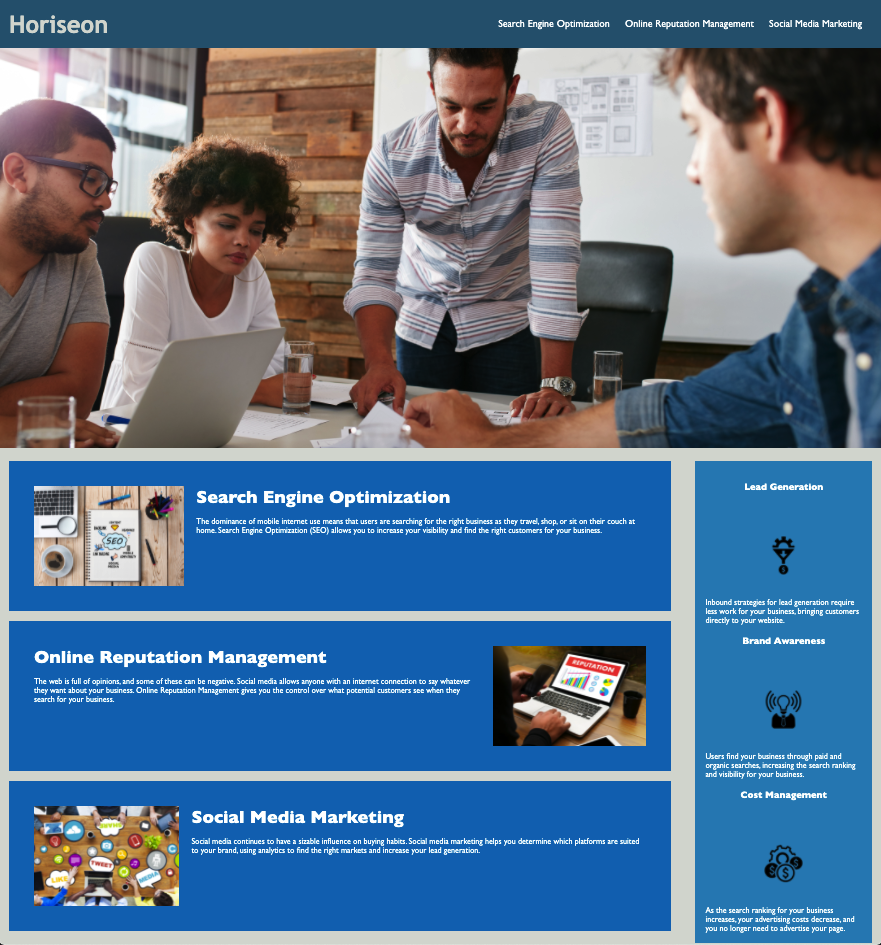 Horiseon
Search Engine Optimization
Online Reputation Management
Social Media Marketing
Search Engine Optimization
The dominance of mobile internet use means that users are searching for the right business as they travel, shop, or sit on their couch at
home. Search Engine Optimization (SEO) allows you to increase your visibility and find the right customers for your business.
SEO
Online Reputation Management
The web is full of opinions, and some of these can be negative. Social media allows anyone with an internet connection to say whatever
they want about your business. Online Reputation Management gives you the control over what potential customers see when they
search for your business.
REPUTATION
Social Media Marketing
Social media continues to have a sizable influence on buying habits. Social media marketing helps you determine which platforms are suited
to your brand, using analytics to find the right markets and increase your lead generation.
TWEET
LIKE
MEDIA
Lead Generation
Inbound strategies for lead generation require
less work for your business, bringing customers
directly to your website.
Brand Awareness
Users find your business through paid and
organic searches, increasing the search ranking
and visibility for your business.
Cost Management
As the search ranking for your business
increases, your advertising costs decrease, and
you no longer need to advertise your page.